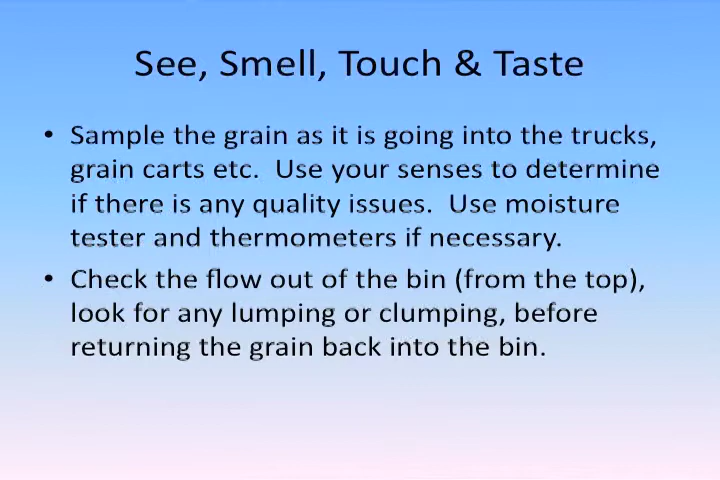 See, Smell, Touch & Taste
• Sample the grain as it is going into the trucks,
grain carts etc.  Use your senses to determine
if there is any quality issues.  Use moisture
tester and thermometers if necessary.
• Check the flow out of the bin (from the top),
look for any lumping or clumping, before
returning the grain back into the bin.